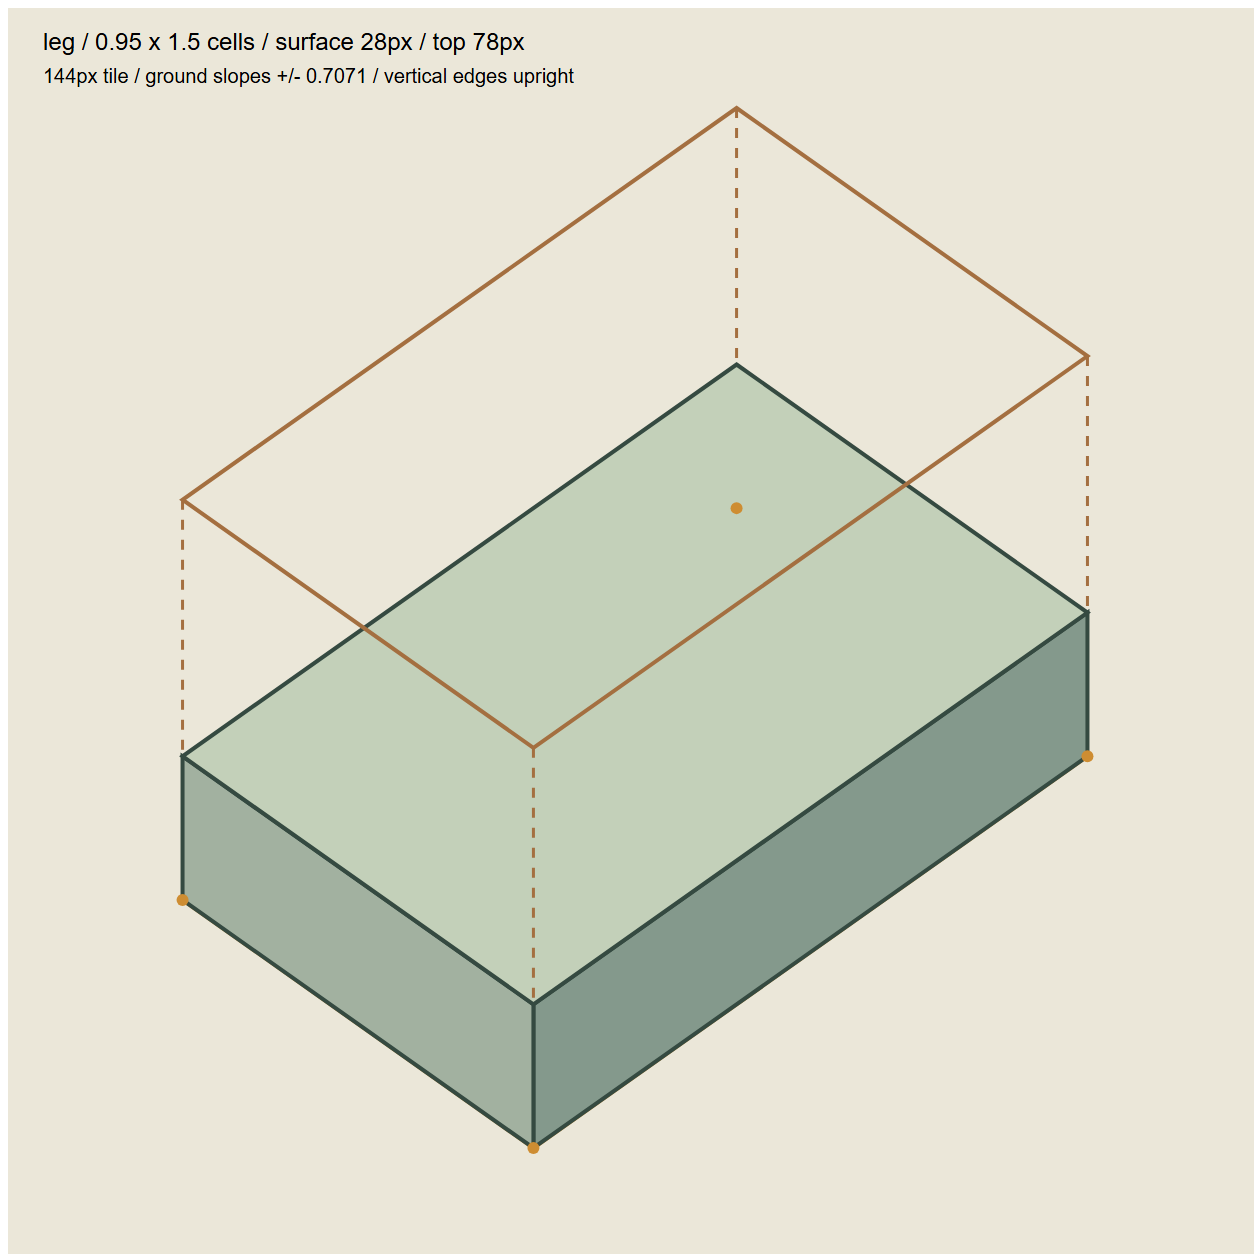 leg / 0.95 x 1.5 cells / surface 28px / top 78px
144px tile / ground slopes +/- 0.7071 / vertical edges upright